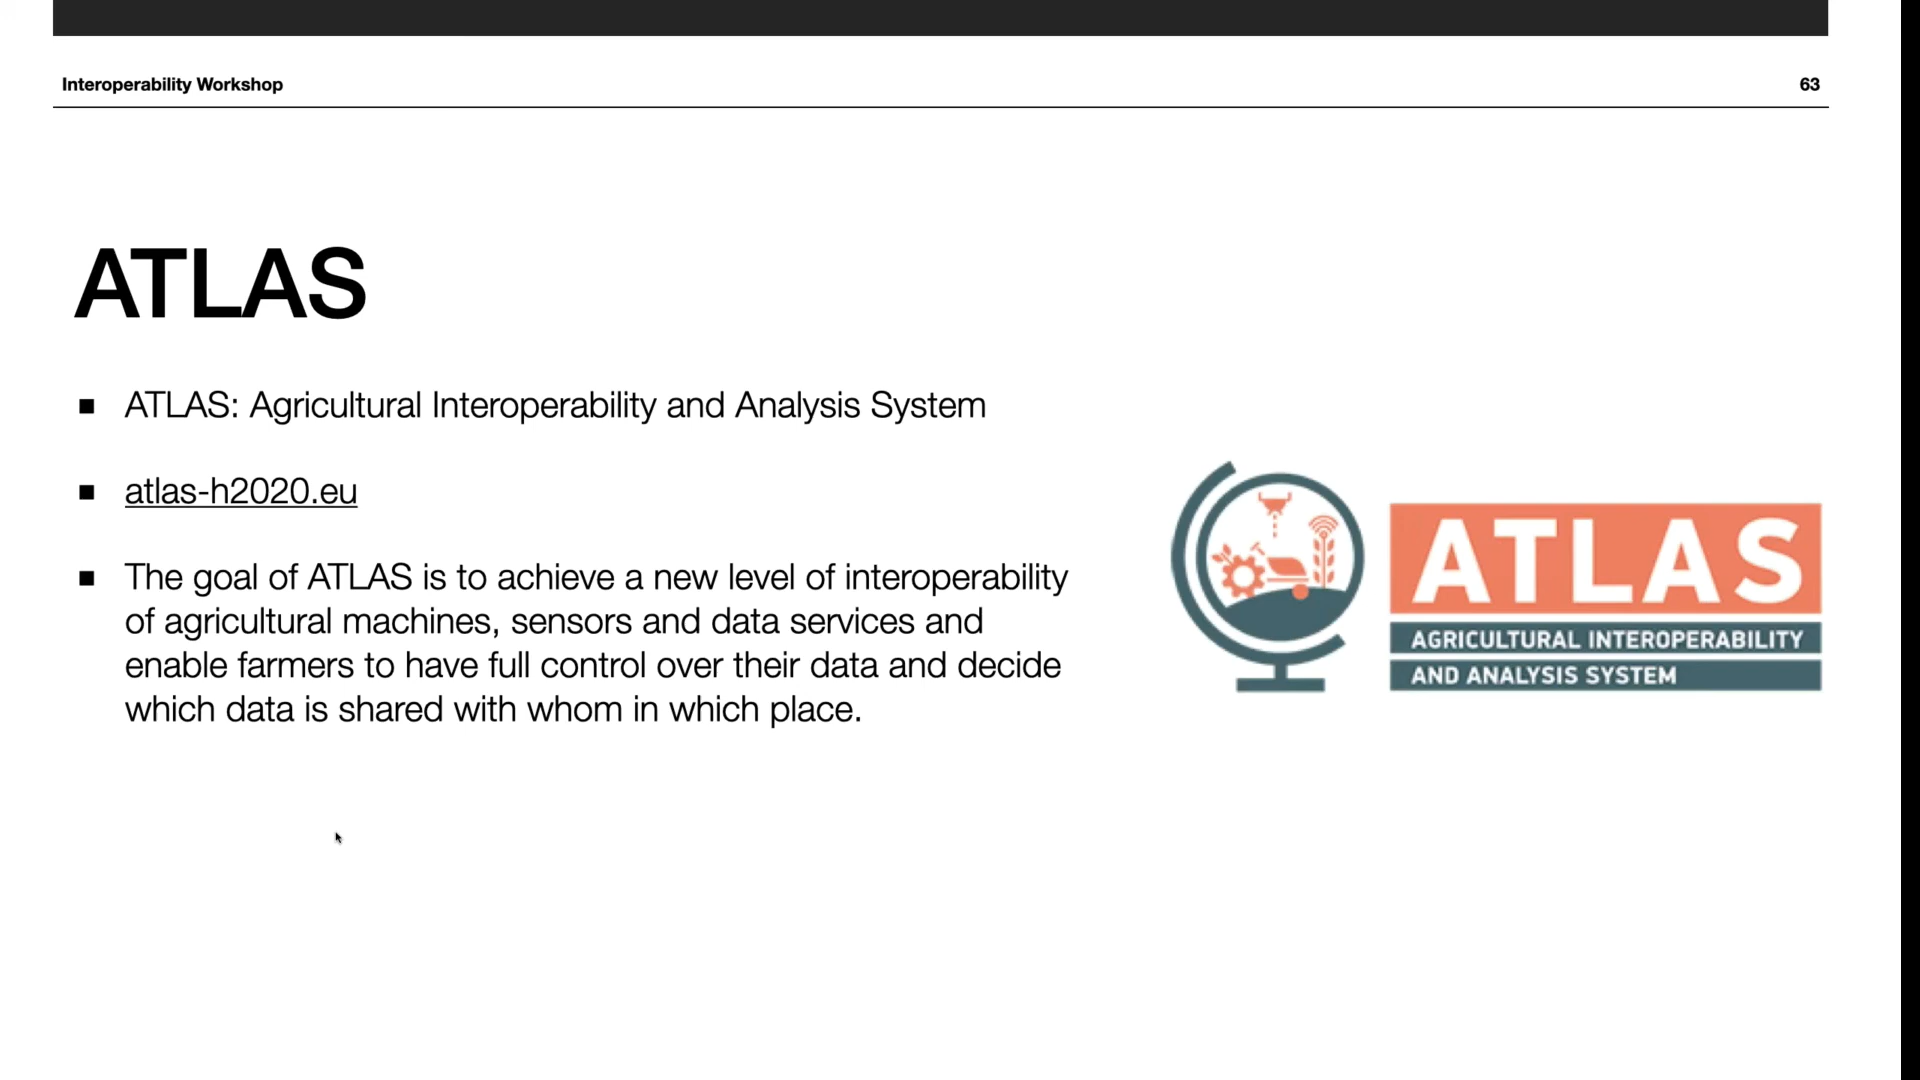 Interoperability Workshop
63
ATLAS
ATLAS: Agricultural Interoperability and Analysis System
atlas-h2020.eu
The goal of ATLAS is to achieve a new level of interoperability
of agricultural machines, sensors and data services and
enable farmers to have full control over their data and decide
which data is shared with whom in which place.
ATLAS
AGRICULTURAL INTEROPERABILITY
AND ANALYSIS SYSTEM